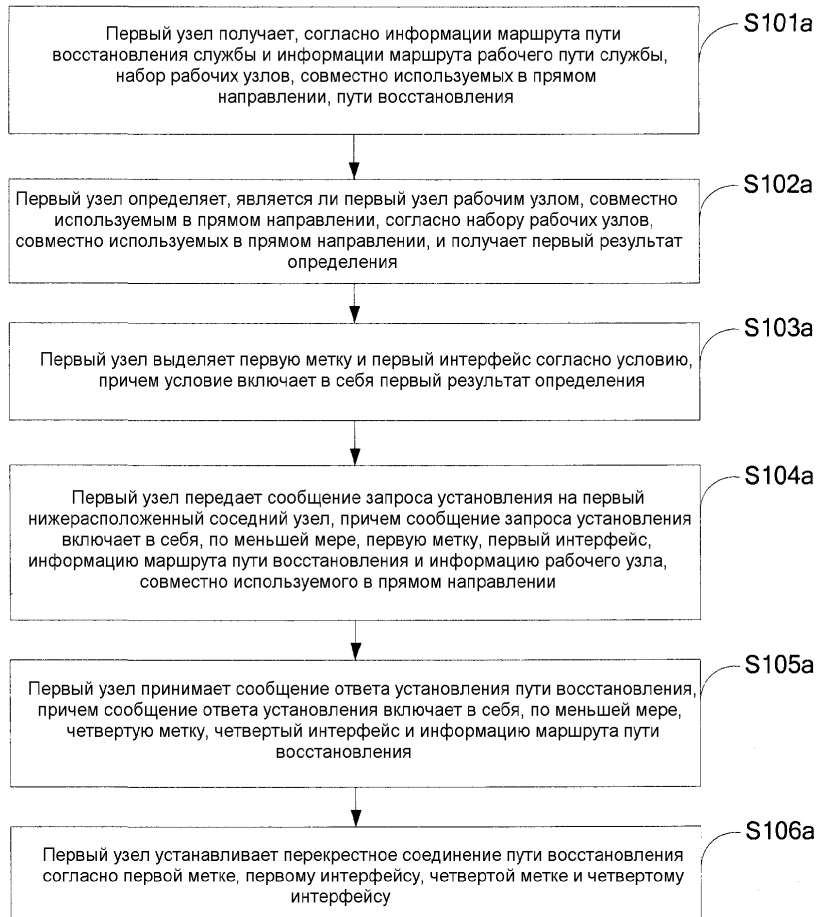 Первый узел получает, согласно информации маршрута пути
восстановления службы и информации маршрута рабочего пути службы,
набор рабочих узлов, совместно используемых в прямом
направлении, пути восстановления
S101a
Первый узел определяет, является ли первый узел рабочим узлом, совместно
используемым в прямом направлении, согласно набору рабочих узлов,
совместно используемых в прямом направлении, и получает первый результат
определения
S102a
Первый узел выделяет первую метку и первый интерфейс согласно условию,
причем условие включает в себя первый результат определения
S103a
Первый узел передает сообщение запроса установления на первый
нижерасположенный соседний узел, причем сообщение запроса установления
включает в себя, по меньшей мере, первую метку, первый интерфейс,
информацию маршрута пути восстановления и информацию рабочего узла,
совместно используемого в прямом направлении
S104a
Первый узел принимает сообщение ответа установления пути восстановления,
причем сообщение ответа установления включает в себя, по меньшей мере,
четвертую метку, четвертый интерфейс и информацию маршрута пути
восстановления
S105a
Первый узел устанавливает перекрестное соединение пути восстановления
согласно первой метке, первому интерфейсу, четвертой метке и четвертому
интерфейсу
S106a